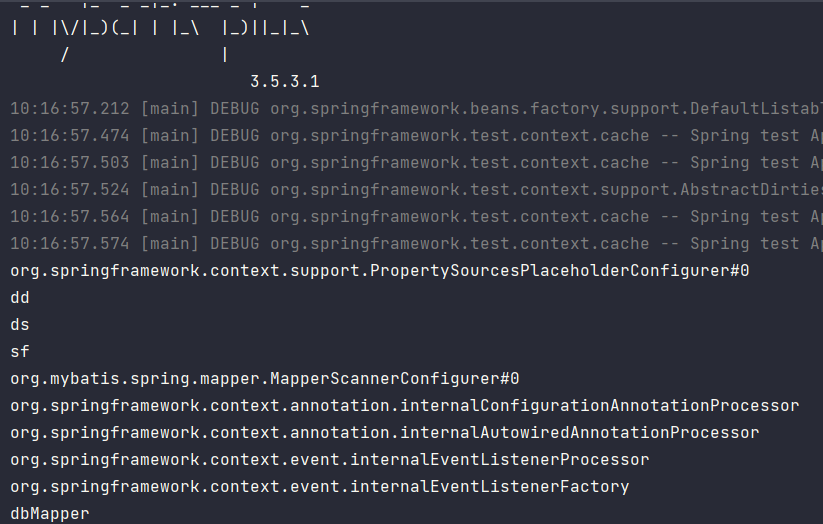 | | |\/|_)(_| | |_\  |_)||_|_\
     /               |
                        3.5.3.1
10:16:57.212 [main] DEBUG org.springframework.beans.factory.support.DefaultListabl
10:16:57.474 [main] DEBUG org.springframework.test.context.cache -- Spring test Ap
10:16:57.503 [main] DEBUG org.springframework.test.context.cache -- Spring test Ap
10:16:57.524 [main] DEBUG org.springframework.test.context.support.AbstractDirties
10:16:57.564 [main] DEBUG org.springframework.test.context.cache -- Spring test Ap
10:16:57.574 [main] DEBUG org.springframework.test.context.cache -- Spring test Ap
org.springframework.context.support.PropertySourcesPlaceholderConfigurer#0
dd
ds
sf
org.mybatis.spring.mapper.MapperScannerConfigurer#0
org.springframework.context.annotation.internalConfigurationAnnotationProcessor
org.springframework.context.annotation.internalAutowiredAnnotationProcessor
org.springframework.context.event.internalEventListenerProcessor
org.springframework.context.event.internalEventListenerFactory
dbMapper